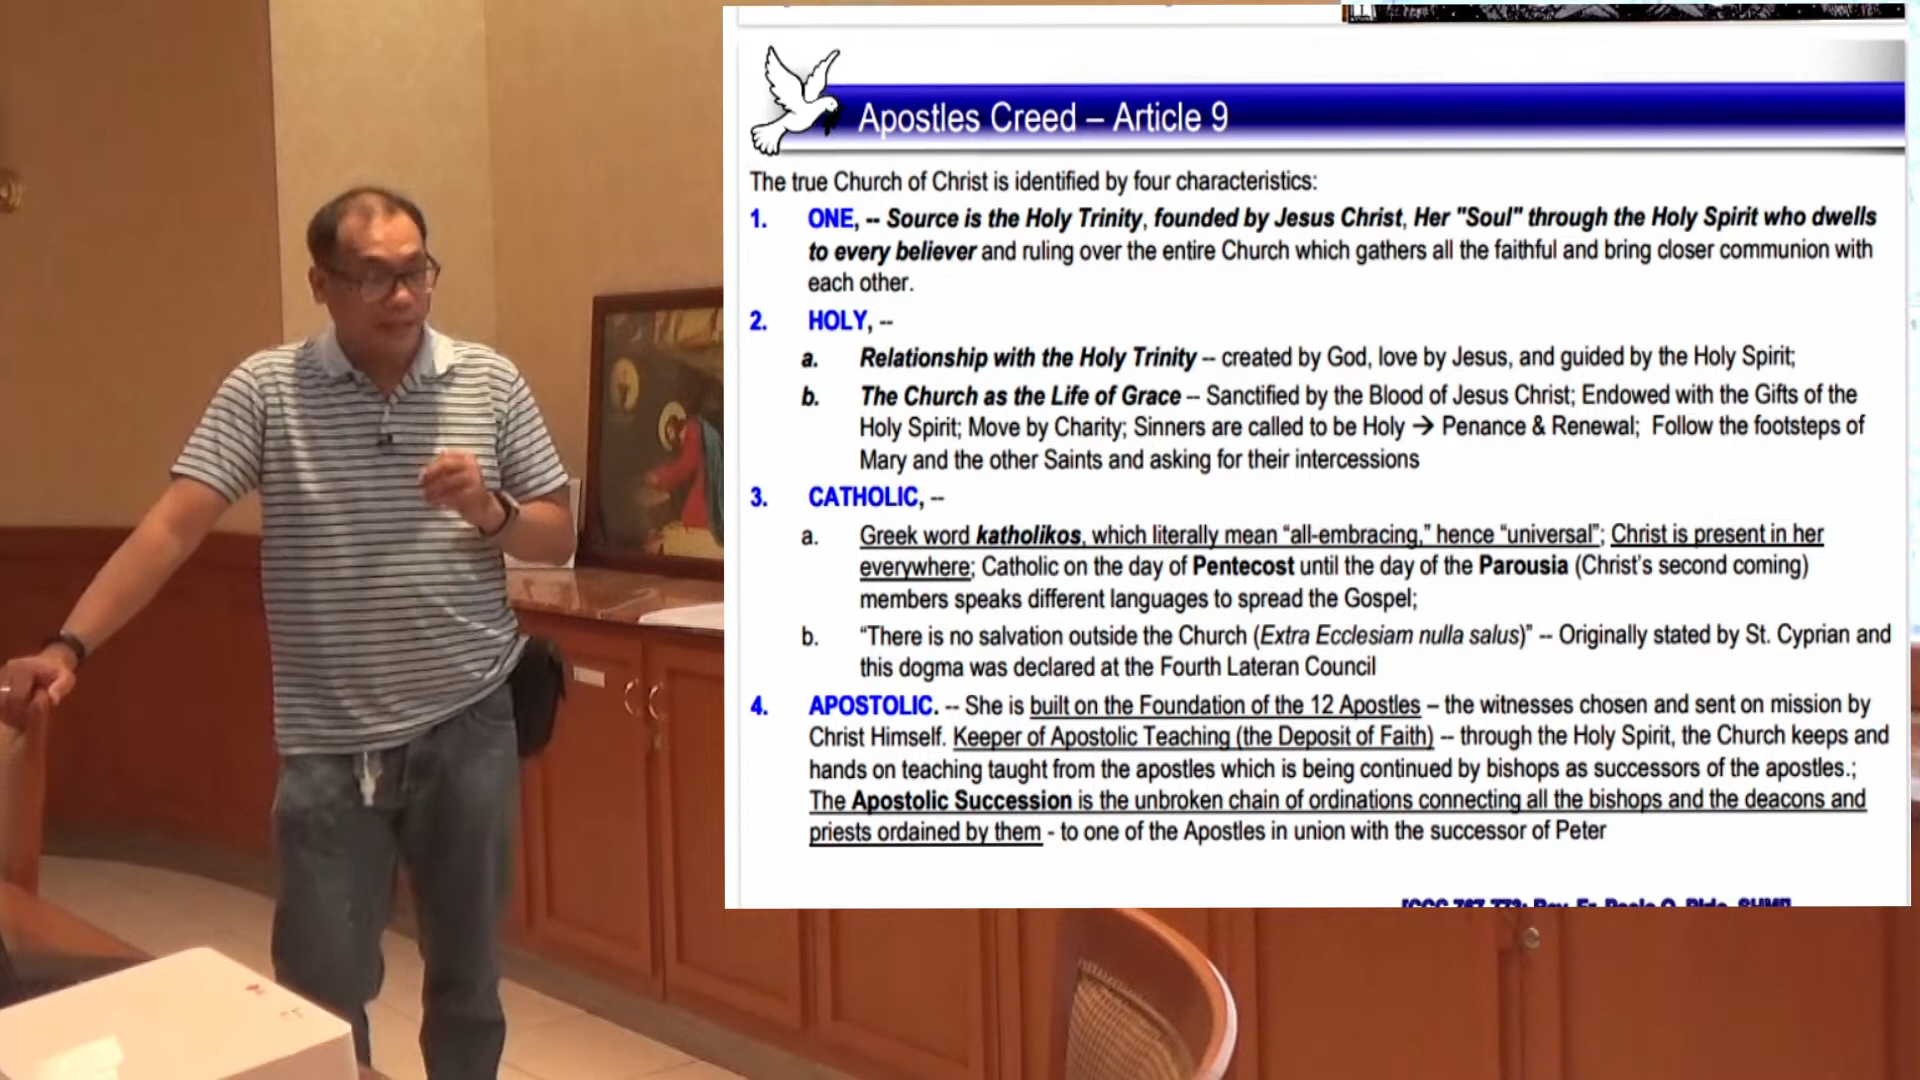 Apostles Creed – Article 9
The true Church of Christ is identified by four characteristics:
1. ONE, -- Source is the Holy Trinity, founded by Jesus Christ, Her "Soul" through the Holy Spirit who dwells
to every believer and ruling over the entire Church which gathers all the faithful and bring closer communion with
each other.
2. HOLY, --
a. Relationship with the Holy Trinity -- created by God, love by Jesus, and guided by the Holy Spirit;
b. The Church as the Life of Grace -- Sanctified by the Blood of Jesus Christ; Endowed with the Gifts of the
Holy Spirit; Move by Charity; Sinners are called to be Holy → Penance & Renewal; Follow the footsteps of
Mary and the other Saints and asking for their intercessions
3. CATHOLIC, --
a. Greek word katholikos, which literally mean “all-embracing,” hence “universal”; Christ is present in her
everywhere; Catholic on the day of Pentecost until the day of the Parousia (Christ’s second coming)
members speaks different languages to spread the Gospel;
b. “There is no salvation outside the Church (Extra Ecclesiam nulla salus)” -- Originally stated by St. Cyprian and
this dogma was declared at the Fourth Lateran Council
4. APOSTOLIC. -- She is built on the Foundation of the 12 Apostles – the witnesses chosen and sent on mission by
Christ Himself. Keeper of Apostolic Teaching (the Deposit of Faith) -- through the Holy Spirit, the Church keeps and
hands on teaching taught from the apostles which is being continued by bishops as successors of the apostles.;
The Apostolic Succession is the unbroken chain of ordinations connecting all the bishops and the deacons and
priests ordained by them - to one of the Apostles in union with the successor of Peter